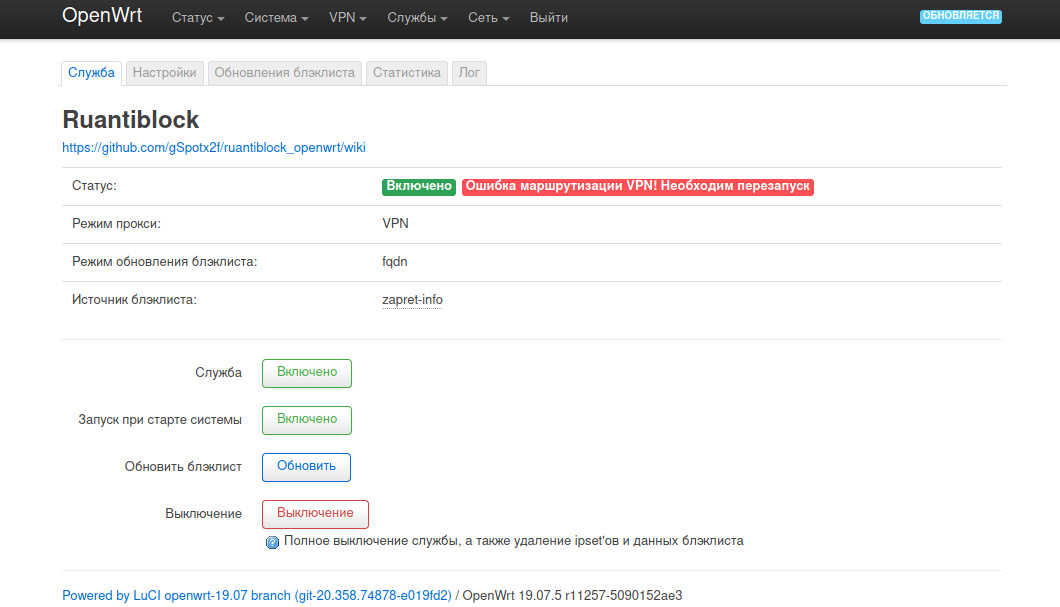 OpenWrt Статус Система VPN Службы Сеть Выйти ОБНОВЛЯЕТСЯ
Служба Настройки Обновления блэклиста Статистика Лог
Ruantiblock
https://github.com/gSpotx2f/ruantiblock_openwrt/wiki
Статус: Включено Ошибка маршрутизации VPN! Необходим перезапуск
Режим прокси: VPN
Режим обновления блэклиста: fqdn
Источник блэклиста: zapret-info
Служба Включено
Запуск при старте системы Включено
Обновить блэклист Обновить
Выключение Выключение
Полное выключение службы, а также удаление ipset'ов и данных блэклиста
Powered by LuCI openwrt-19.07 branch (git-20.358.74878-e019fd2) / OpenWrt 19.07.5 r11257-5090152ae3